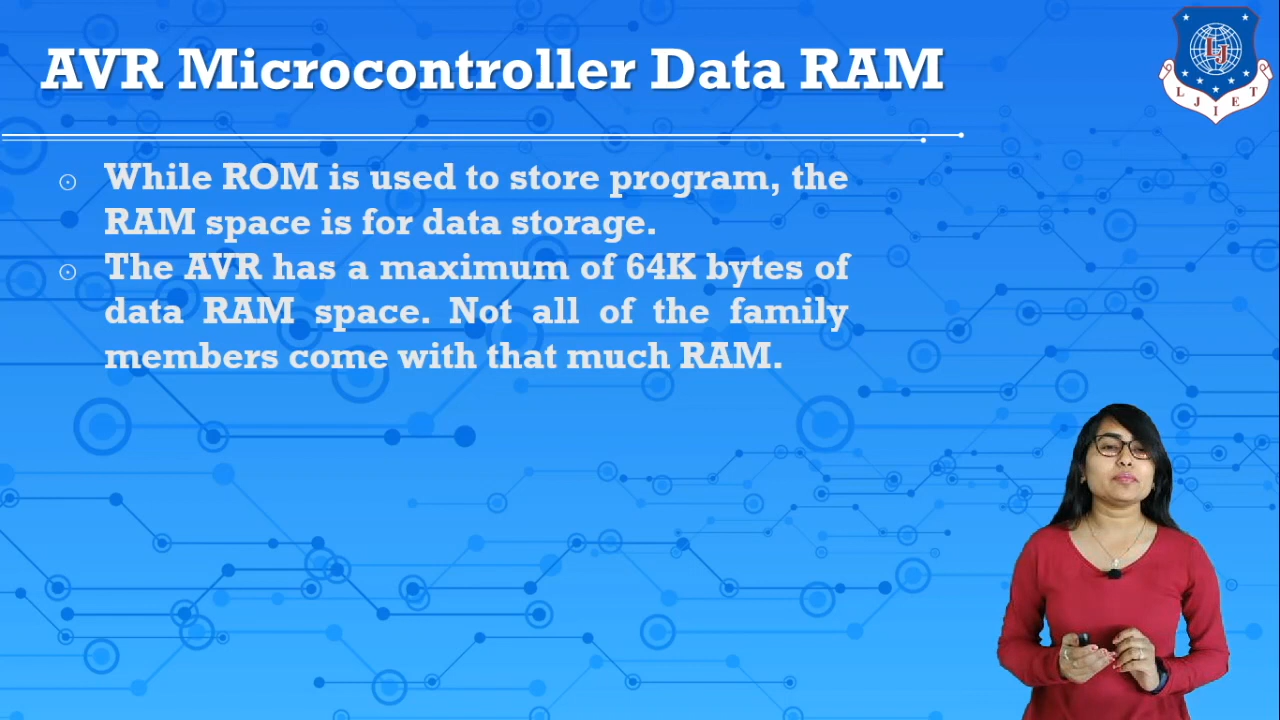 AVR Microcontroller Data RAM
LJ
L J I E T
While ROM is used to store program, the
RAM space is for data storage.
The AVR has a maximum of 64K bytes of
data RAM space. Not all of the family
members come with that much RAM.